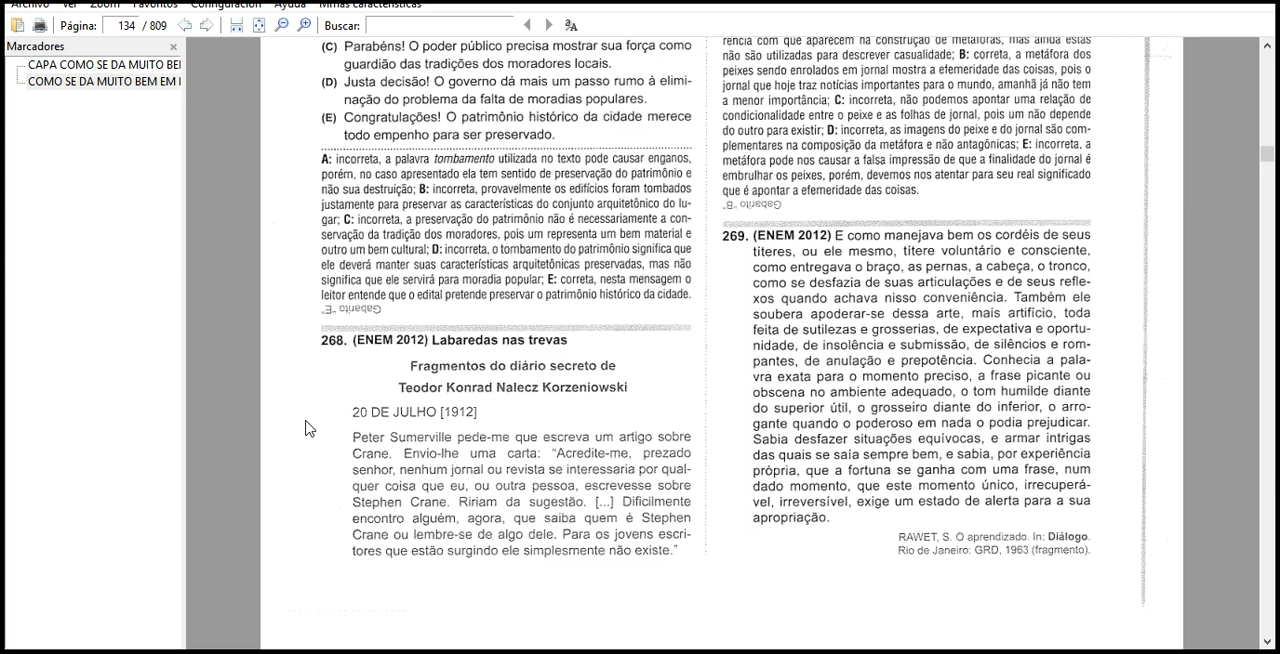 Archivo Ver Favoritos Configuración Ayuda Minhas características
Página: 134 / 809 Buscar:
Marcadores
CAPA COMO SE DA MUITO BE
COMO SE DA MUITO BEM EM
(C) Parabéns! O poder público precisa mostrar sua força como
guardião das tradições dos moradores locais.
(D) Justa decisão! O governo dá mais um passo rumo à elimi-
nação do problema da falta de moradias populares.
(E) Congratulações! O patrimônio histórico da cidade merece
todo empenho para ser preservado.
A: incorreta, a palavra tombamento utilizada no texto pode causar enganos,
porém, no caso apresentado ela tem sentido de preservação do patrimônio e
não sua destruição; B: incorreta, provavelmente os edifícios foram tombados
justamente para preservar as características do conjunto arquitetônico do lu-
gar; C: incorreta, a preservação do patrimônio não é necessariamente a con-
servação da tradição dos moradores, pois um representa um bem material e
outro um bem cultural; D: incorreta, o tombamento do patrimônio significa que
ele deverá manter suas características arquitetônicas preservadas, mas não
significa que ele servirá para moradia popular; E: correta, nesta mensagem o
leitor entende que o edital pretende preservar o patrimônio histórico da cidade.
Gabarito "E"
268. (ENEM 2012) Labaredas nas trevas
Fragmentos do diário secreto de
Teodor Konrad Nalecz Korzeniowski
20 DE JULHO [1912]
Peter Sumerville pede-me que escreva um artigo sobre
Crane. Envio-lhe uma carta: “Acredite-me, prezado
senhor, nenhum jornal ou revista se interessaria por qual-
quer coisa que eu, ou outra pessoa, escrevesse sobre
Stephen Crane. Ririam da sugestão. [...] Dificilmente
encontro alguém, agora, que saiba quem é Stephen
Crane ou lembre-se de algo dele. Para os jovens escri-
tores que estão surgindo ele simplesmente não existe.”
rência com que aparecem na construção de metáforas, mas ainda estas
não são utilizadas para descrever casualidade; B: correta, a metáfora dos
peixes sendo enrolados em jornal mostra a efemeridade das coisas, pois o
jornal que hoje traz notícias importantes para o mundo, amanhã já não tem
a menor importância; C: incorreta, não podemos apontar uma relação de
condicionalidade entre o peixe e as folhas de jornal, pois um não depende
do outro para existir; D: incorreta, as imagens do peixe e do jornal são com-
plementares na composição da metáfora e não antagônicas; E: incorreta, a
metáfora pode nos causar a falsa impressão de que a finalidade do jornal é
embrulhar os peixes, porém, devemos nos atentar para seu real significado
que é apontar a efemeridade das coisas.
Gabarito "B"
269. (ENEM 2012) E como manejava bem os cordéis de seus
títeres, ou ele mesmo, títere voluntário e consciente,
como entregava o braço, as pernas, a cabeça, o tronco,
como se desfazia de suas articulações e de seus refle-
xos quando achava nisso conveniência. Também ele
soubera apoderar-se dessa arte, mais artifício, toda
feita de sutilezas e grosserias, de expectativa e oportu-
nidade, de insolência e submissão, de silêncios e rom-
pantes, de anulação e prepotência. Conhecia a pala-
vra exata para o momento preciso, a frase picante ou
obscena no ambiente adequado, o tom humilde diante
do superior útil, o grosseiro diante do inferior, o arro-
gante quando o poderoso em nada o podia prejudicar.
Sabia desfazer situações equívocas, e armar intrigas
das quais se saía sempre bem, e sabia, por experiência
própria, que a fortuna se ganha com uma frase, num
dado momento, que este momento único, irrecuperá-
vel, irreversível, exige um estado de alerta para a sua
apropriação.
RAWET, S. O aprendizado. In: Diálogo.
Rio de Janeiro: GRD, 1963 (fragmento).